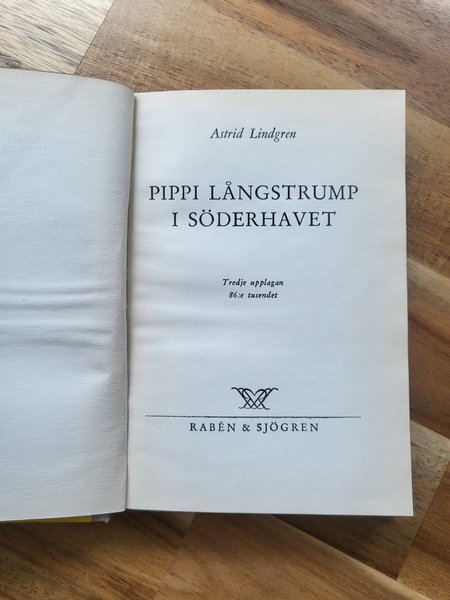 Astrid Lindgren
PIPPI LÅNGSTRUMP
I SÖDERHAVET
Tredje upplagan
86:e tusendet
RABÉN & SJÖGREN